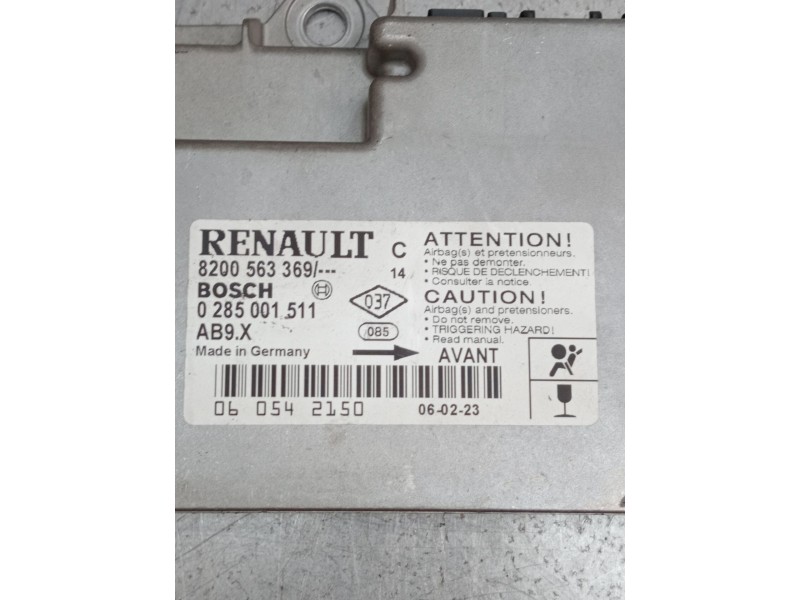 RENAULT C
8200 563 369/--- 14
BOSCH 037
0 285 001 511
AB9.X 085
Made in Germany AVANT
ATTENTION!
Airbag(s) et pretensionneurs.
• Ne pas demonter.
• RISQUE DE DECLENCHEMENT!
• Consulter la notice.
CAUTION!
Airbag(s) and pretensioners.
• Do not remove.
• TRIGGERING HAZARD!
• Read manual.
06 054 2150 06-02-23